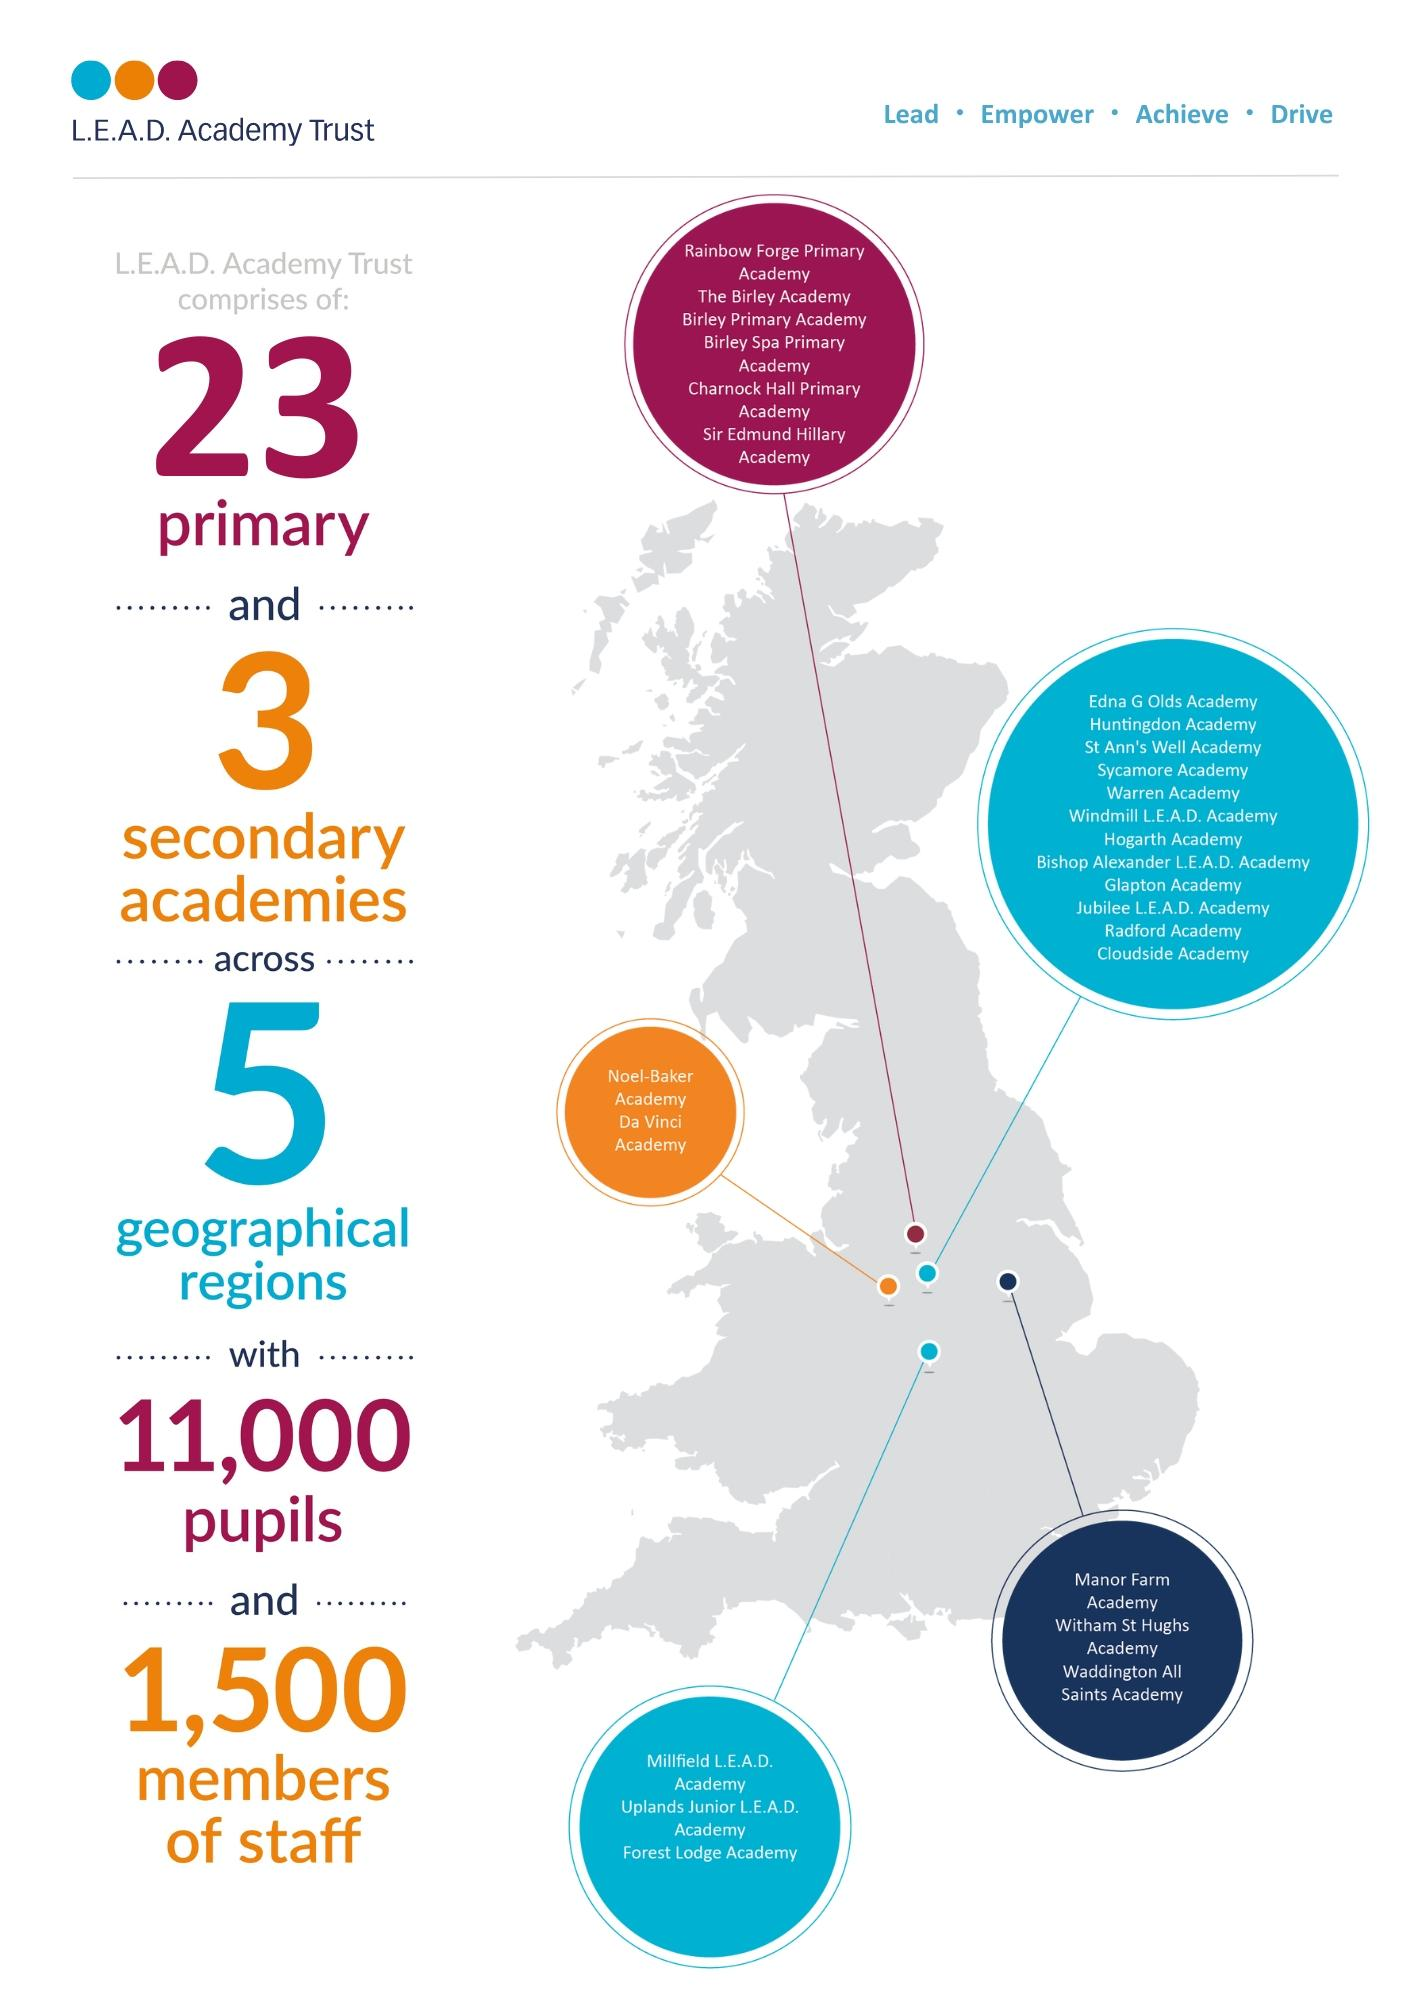 L.E.A.D. Academy Trust
Lead • Empower • Achieve • Drive
L.E.A.D. Academy Trust
comprises of:
23
primary
and
3
secondary
academies
across
5
geographical
regions
with
11,000
pupils
and
1,500
members
of staff
Rainbow Forge Primary
Academy
The Birley Academy
Birley Primary Academy
Birley Spa Primary
Academy
Charnock Hall Primary
Academy
Sir Edmund Hillary
Academy
Edna G Olds Academy
Huntingdon Academy
St Ann's Well Academy
Sycamore Academy
Warren Academy
Windmill L.E.A.D. Academy
Hogarth Academy
Bishop Alexander L.E.A.D. Academy
Glapton Academy
Jubilee L.E.A.D. Academy
Radford Academy
Cloudside Academy
Noel-Baker
Academy
Da Vinci
Academy
Manor Farm
Academy
Witham St Hughs
Academy
Waddington All
Saints Academy
Millfield L.E.A.D.
Academy
Uplands Junior L.E.A.D.
Academy
Forest Lodge Academy